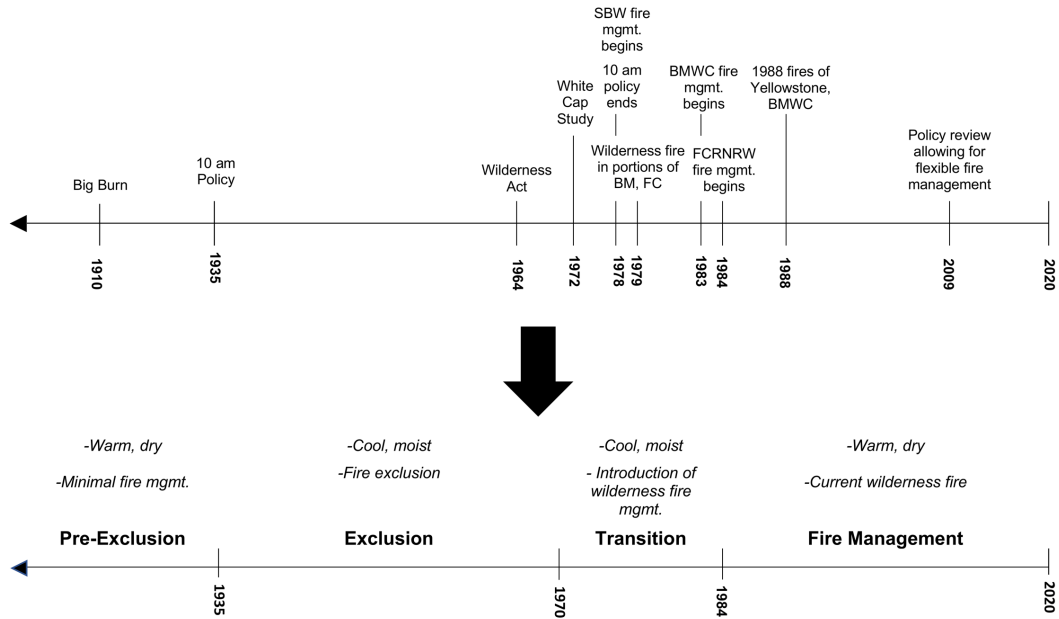 Big Burn
10 am
Policy
Wilderness
Act
White
Cap
Study
SBW fire
mgmt.
begins
10 am
policy
ends
Wilderness fire
in portions of
BM, FC
BMWC fire
mgmt.
begins
FCRNRW
fire mgmt.
begins
1988 fires of
Yellowstone,
BMWC
Policy review
allowing for
flexible fire
management
1910
1935
1964
1972
1978
1979
1983
1984
1988
2009
2020
-Warm, dry
-Minimal fire mgmt.
Pre-Exclusion
-Cool, moist
-Fire exclusion
Exclusion
-Cool, moist
- Introduction of
wilderness fire
mgmt.
Transition
-Warm, dry
-Current wilderness fire
Fire Management
1935
1970
1984
2020